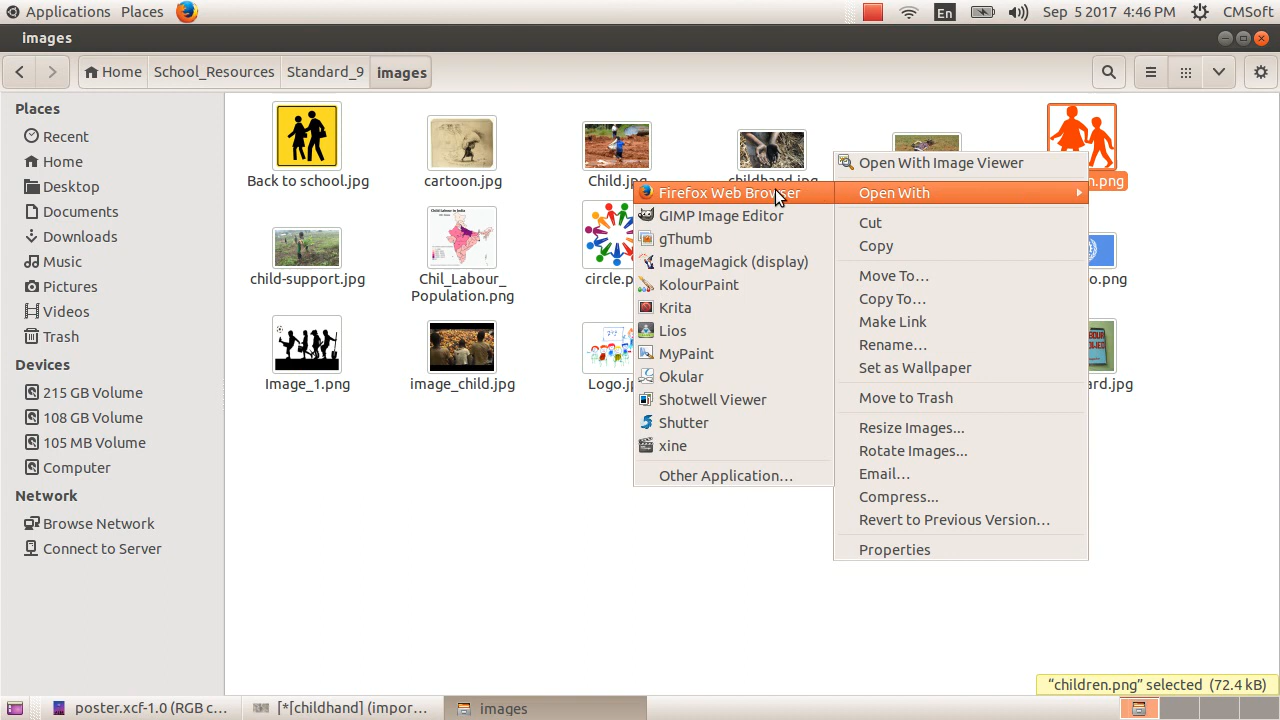 Applications Places En Sep 5 2017 4:46 PM CMSoft
images
Home School_Resources Standard_9 images
Places
Recent
Home
Desktop
Downloads
Music
Pictures
Videos
Trash
Devices
215 GB Volume
108 GB Volume
105 MB Volume
Computer
Network
Browse Network
Connect to Server
Back to school.jpg
cartoon.jpg
Child.jpg
childhand.jpg
n.png
child-support.jpg
Chil_Labour_
Population.png
circle.p
o.png
Image_1.png
image_child.jpg
Logo.j
ard.jpg
Firefox Web Browser
GIMP Image Editor
gThumb
ImageMagick (display)
KolourPaint
Krita
Lios
MyPaint
Okular
Shotwell Viewer
Shutter
xine
Other Application...
Open With Image Viewer
Open With
Cut
Copy
Move To...
Copy To...
Make Link
Rename...
Set as Wallpaper
Move to Trash
Resize Images...
Rotate Images...
Email...
Compress...
Revert to Previous Version...
Properties
"children.png" selected (72.4 kB)
poster.xcf-1.0 (RGB c... [*[childhand] (impor... images